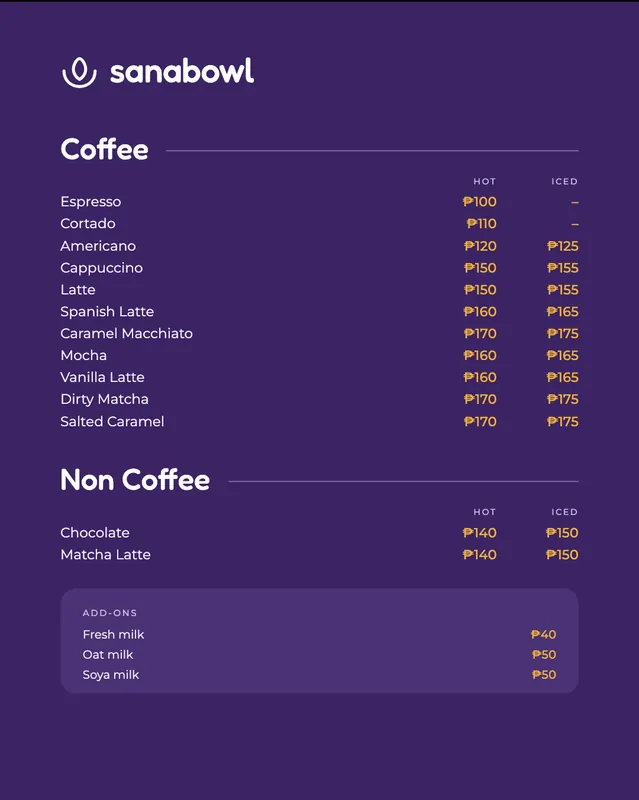 sanabowl
Coffee
HOT ICED
Espresso ₱100 –
Cortado ₱110 –
Americano ₱120 ₱125
Cappuccino ₱150 ₱155
Latte ₱150 ₱155
Spanish Latte ₱160 ₱165
Caramel Macchiato ₱170 ₱175
Mocha ₱160 ₱165
Vanilla Latte ₱160 ₱165
Dirty Matcha ₱170 ₱175
Salted Caramel ₱170 ₱175
Non Coffee
HOT ICED
Chocolate ₱140 ₱150
Matcha Latte ₱140 ₱150
ADD-ONS
Fresh milk ₱40
Oat milk ₱50
Soya milk ₱50